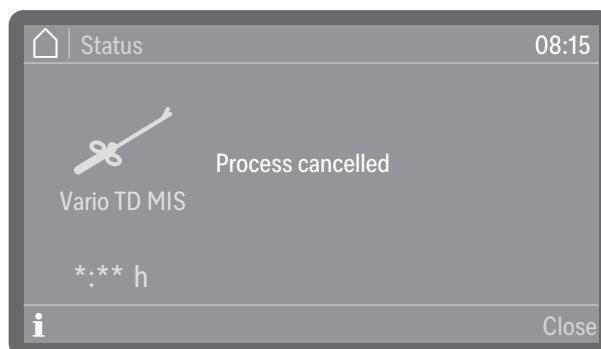 Status
08:15
Process cancelled
Vario TD MIS
*:** h
i
Close